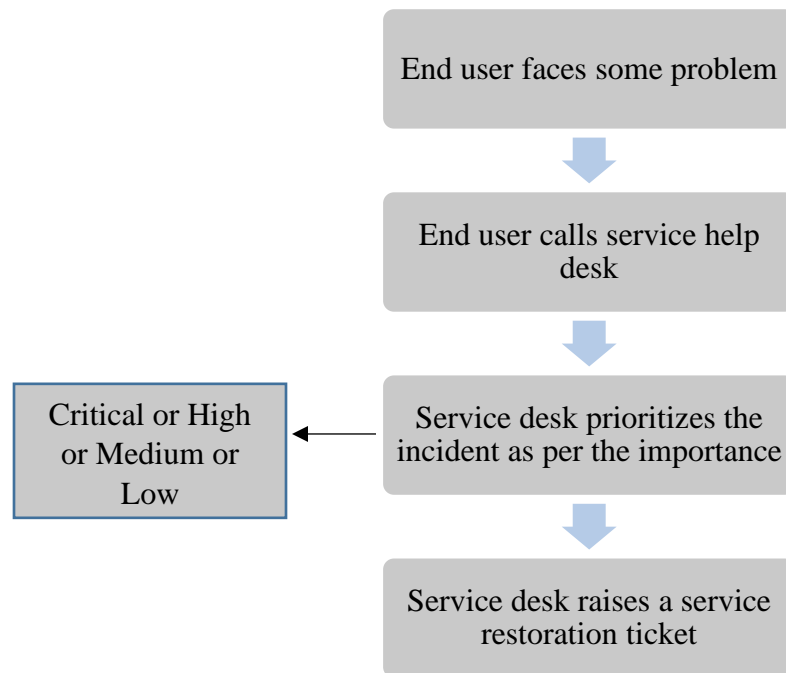 End user faces some problem
End user calls service help
desk
Critical or High
or Medium or
Low
Service desk prioritizes the
incident as per the importance
Service desk raises a service
restoration ticket